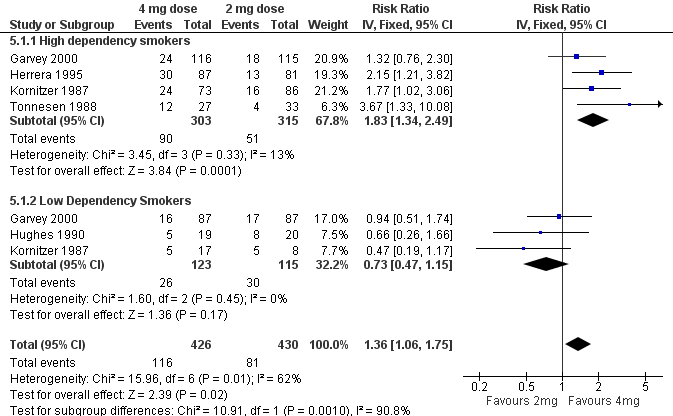 4 mg dose 2 mg dose Risk Ratio Risk Ratio
Study or Subgroup Events Total Events Total Weight IV, Fixed, 95% CI IV, Fixed, 95% CI
5.1.1 High dependency smokers
Garvey 2000 24 116 18 115 20.9% 1.32 [0.76, 2.30]
Herrera 1995 30 87 13 81 19.3% 2.15 [1.21, 3.82]
Kornitzer 1987 24 73 16 86 21.2% 1.77 [1.02, 3.06]
Tonnesen 1988 12 27 4 33 6.3% 3.67 [1.33, 10.08]
Subtotal (95% CI) 303 315 67.8% 1.83 [1.34, 2.49]
Total events 90 51
Heterogeneity: Chi² = 3.45, df = 3 (P = 0.33); I² = 13%
Test for overall effect: Z = 3.84 (P = 0.0001)
5.1.2 Low Dependency Smokers
Garvey 2000 16 87 17 87 17.0% 0.94 [0.51, 1.74]
Hughes 1990 5 19 8 20 7.5% 0.66 [0.26, 1.66]
Kornitzer 1987 5 17 5 8 7.7% 0.47 [0.19, 1.17]
Subtotal (95% CI) 123 115 32.2% 0.73 [0.47, 1.15]
Total events 26 30
Heterogeneity: Chi² = 1.60, df = 2 (P = 0.45); I² = 0%
Test for overall effect: Z = 1.36 (P = 0.17)
Total (95% CI) 426 430 100.0% 1.36 [1.06, 1.75]
Total events 116 81
Heterogeneity: Chi² = 15.96, df = 6 (P = 0.01); I² = 62%
Test for overall effect: Z = 2.39 (P = 0.02)
Test for subgroup differences: Chi² = 10.91, df = 1 (P = 0.0010), I² = 90.8%
0.2 0.5 1 2 5
Favours 2mg Favours 4mg